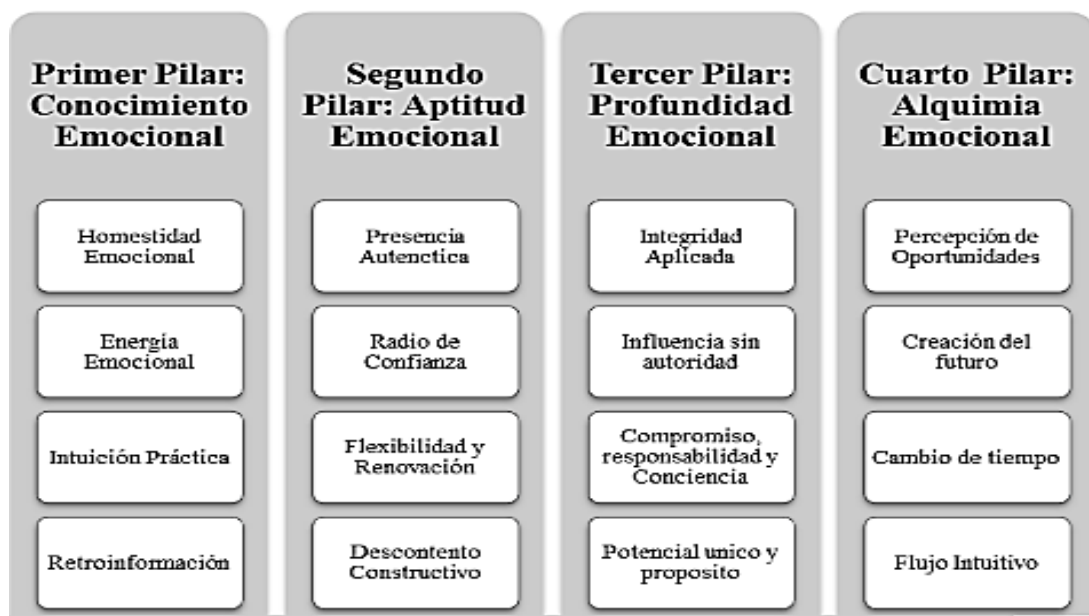 Primer Pilar:
Conocimiento
Emocional
Homestidad
Emocional
Energía
Emocional
Intuición Práctica
Retroinformación
Segundo
Pilar: Aptitud
Emocional
Presencia
Autenctica
Radio de
Confianza
Flexibilidad y
Renovación
Descontento
Constructivo
Tercer Pilar:
Profundidad
Emocional
Integridad
Aplicada
Influencia sin
autoridad
Compromiso,
responsabilidad y
Conciencia
Potencial unico y
proposito
Cuarto Pilar:
Alquimia
Emocional
Percepción de
Oportunidades
Creación del
futuro
Cambio de tiempo
Flujo Intuitivo